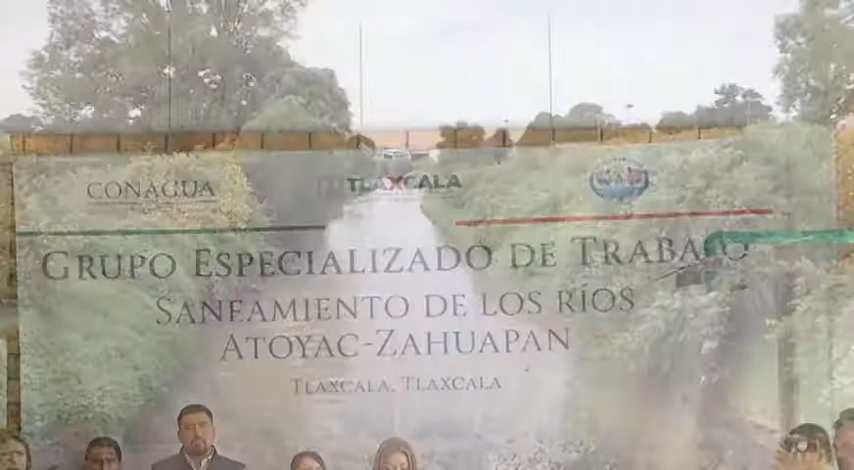 CONAGUA
TLAXCALA
GRUPO ESPECIALIZADO DE TRABAJO
SANEAMIENTO DE LOS RÍOS
ATOYAC-ZAHUAPAN
TLAXCALA, TLAXCALA